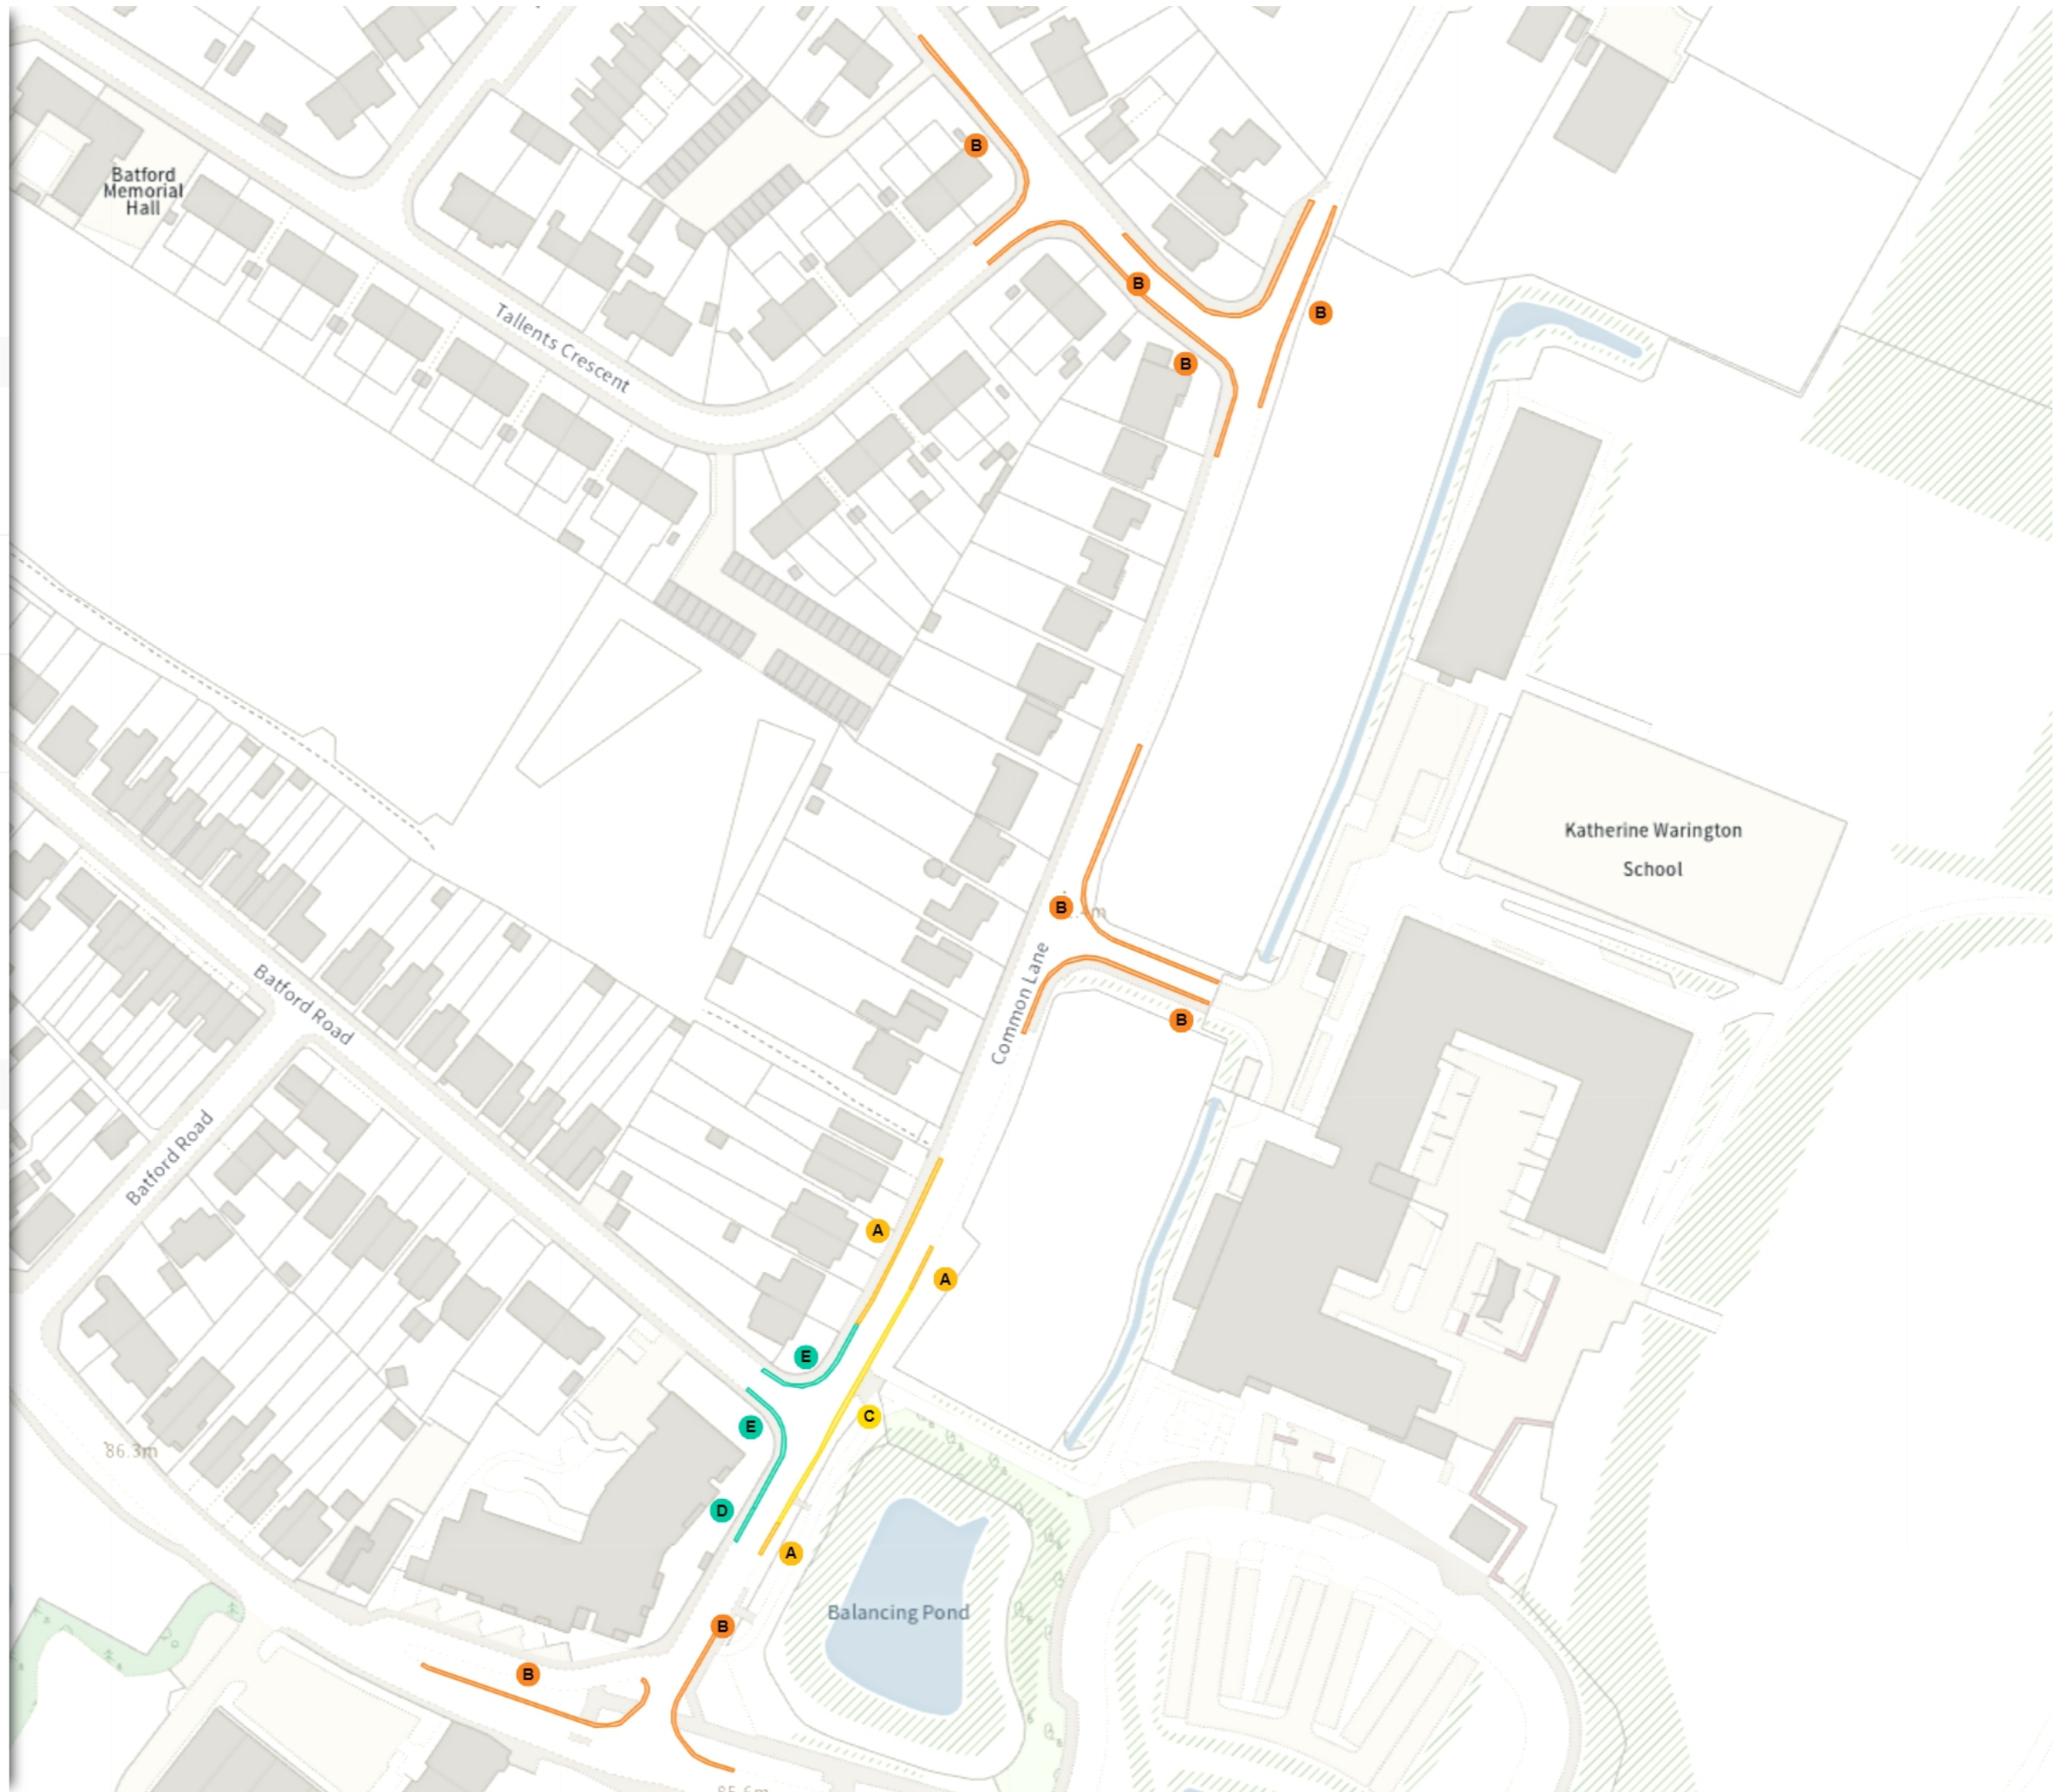 B
Batford
Memorial
Hall
B
B
Tallents Crescent
B
Katherine Warington
School
B
Common Lane
Batford Road
B
Batford Road
A
A
E
C
E
86.3m
D
A
Balancing Pond
B
B